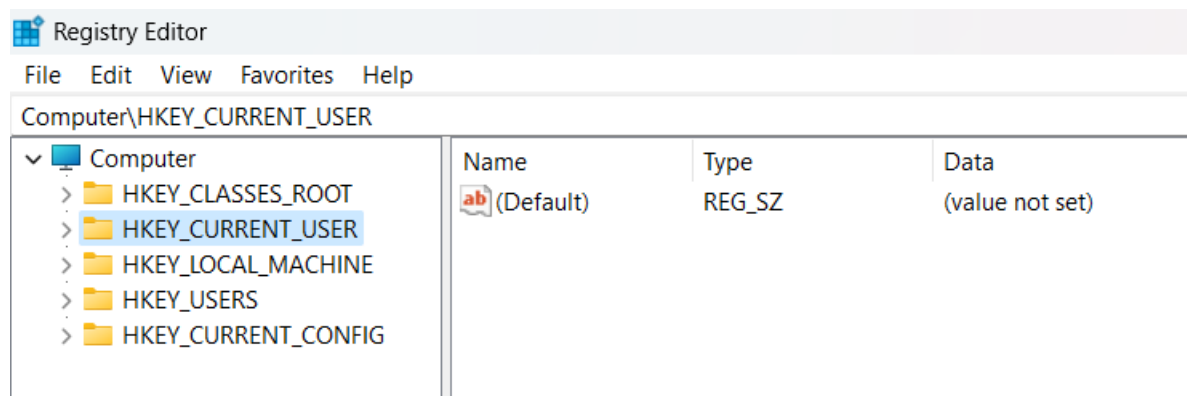 Registry Editor
File Edit View Favorites Help
Computer\HKEY_CURRENT_USER
Computer
HKEY_CLASSES_ROOT
HKEY_CURRENT_USER
HKEY_LOCAL_MACHINE
HKEY_USERS
HKEY_CURRENT_CONFIG
Name Type Data
ab (Default) REG_SZ (value not set)